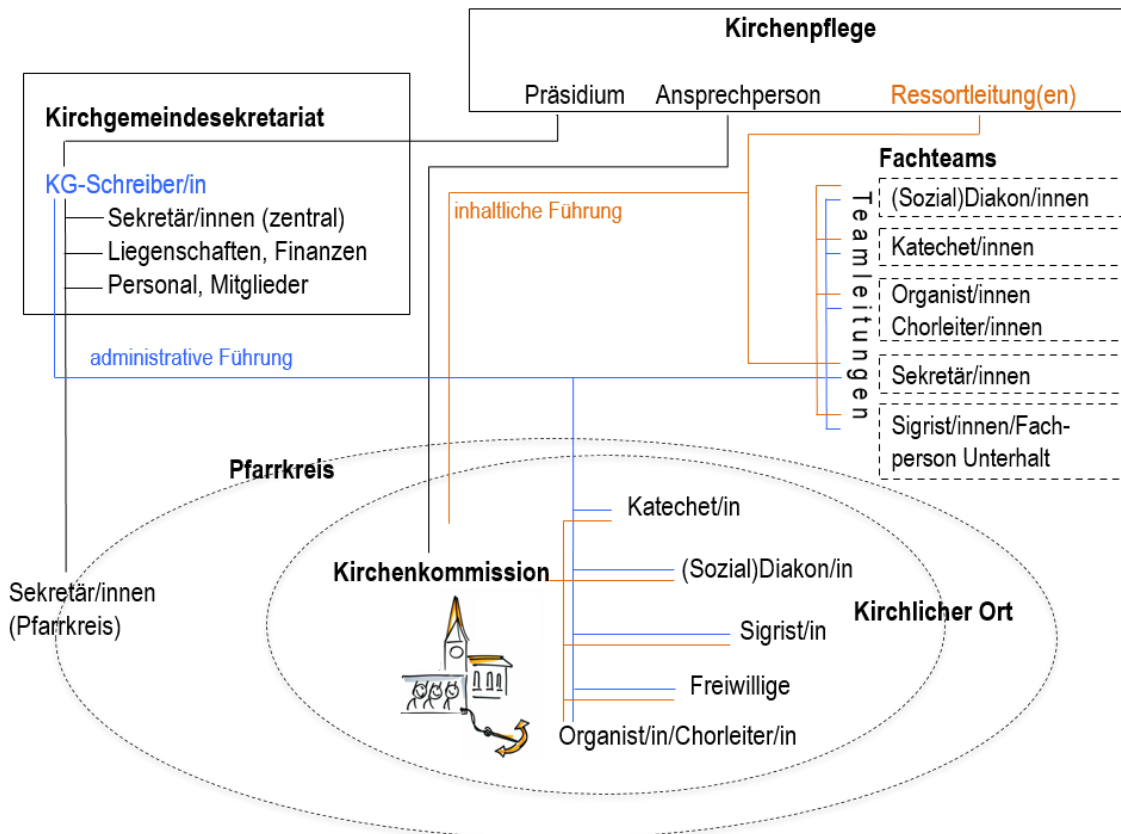 Kirchenpflege
Präsidium Ansprechperson Ressortleitung(en)
Kirchgemeindesekretariat
KG-Schreiber/in
Sekretär/innen (zentral)
Liegenschaften, Finanzen
Personal, Mitglieder
inhaltliche Führung
administrative Führung
Fachteams
Teamleitungen
(Sozial)Diakon/innen
Katechet/innen
Organist/innen
Chorleiter/innen
Sekretär/innen
Sigrist/innen/Fach-
person Unterhalt
Pfarrkreis
Sekretär/innen
(Pfarrkreis)
Kirchenkommission
Katechet/in
(Sozial)Diakon/in
Kirchlicher Ort
Sigrist/in
Freiwillige
Organist/in/Chorleiter/in